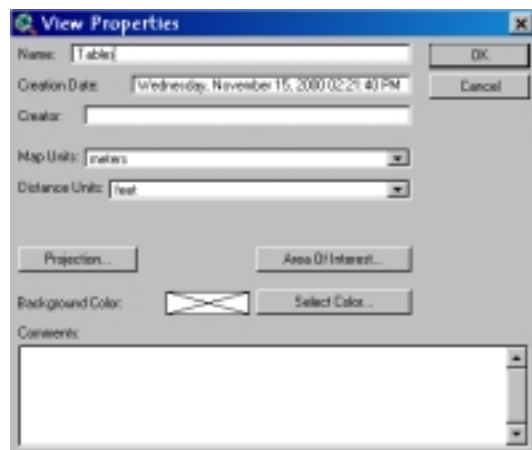 View Properties
Name: Tables
OK
Creation Date: Wednesday, November 15, 2000 02:21:40 PM
Cancel
Creator:
Map Units: meters
Distance Units: feet
Projection...
Area Of Interest...
Background Color:
Select Color...
Comments: